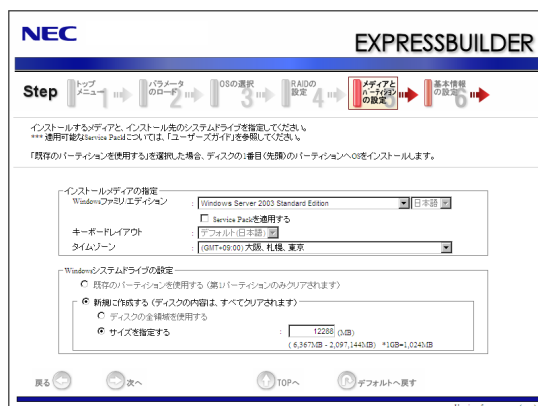 NEC
EXPRESSBUILDER
Step
トップメニュー 1
パラメータのロード 2
OSの選択 3
RAIDの設定 4
メディアとパーティションの設定 5
基本情報の設定 6
インストールするメディアと、インストール先のシステムドライブを指定してください。
*** 適用可能なService Packについては、「ユーザーズガイド」を参照してください。
「既存のパーティションを使用する」を選択した場合、ディスクの1番目(先頭)のパーティションへOSをインストールします。
インストールメディアの指定
Windowsファミリ/エディション : Windows Server 2003 Standard Edition 日本語
Service Packを適用する
キーボードレイアウト : デフォルト(日本語)
タイムゾーン : (GMT+09:00) 大阪、札幌、東京
Windowsシステムドライブの設定
既存のパーティションを使用する (第1パーティションのみクリアされます)
新規に作成する (ディスクの内容は、すべてクリアされます)
ディスクの全領域を使用する
サイズを指定する : 12288 (MB)
( 6,367MB - 2,097,144MB) *1GB=1,024MB
戻る
次へ
TOPへ
デフォルトへ戻す